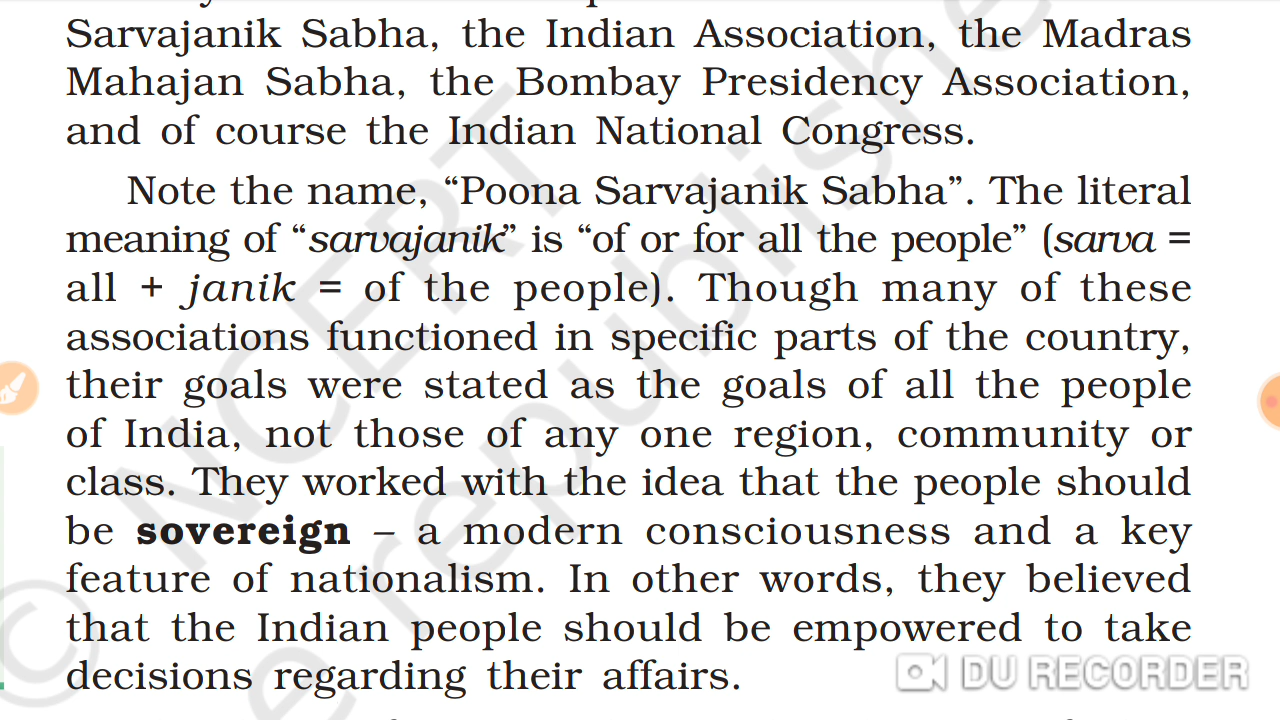 Sarvajanik Sabha, the Indian Association, the Madras
Mahajan Sabha, the Bombay Presidency Association,
and of course the Indian National Congress.
Note the name, “Poona Sarvajanik Sabha”. The literal
meaning of “sarvajanik” is “of or for all the people” (sarva =
all + janik = of the people). Though many of these
associations functioned in specific parts of the country,
their goals were stated as the goals of all the people
of India, not those of any one region, community or
class. They worked with the idea that the people should
be sovereign – a modern consciousness and a key
feature of nationalism. In other words, they believed
that the Indian people should be empowered to take
decisions regarding their affairs.
DU RECORDER
© NCERT
republishe